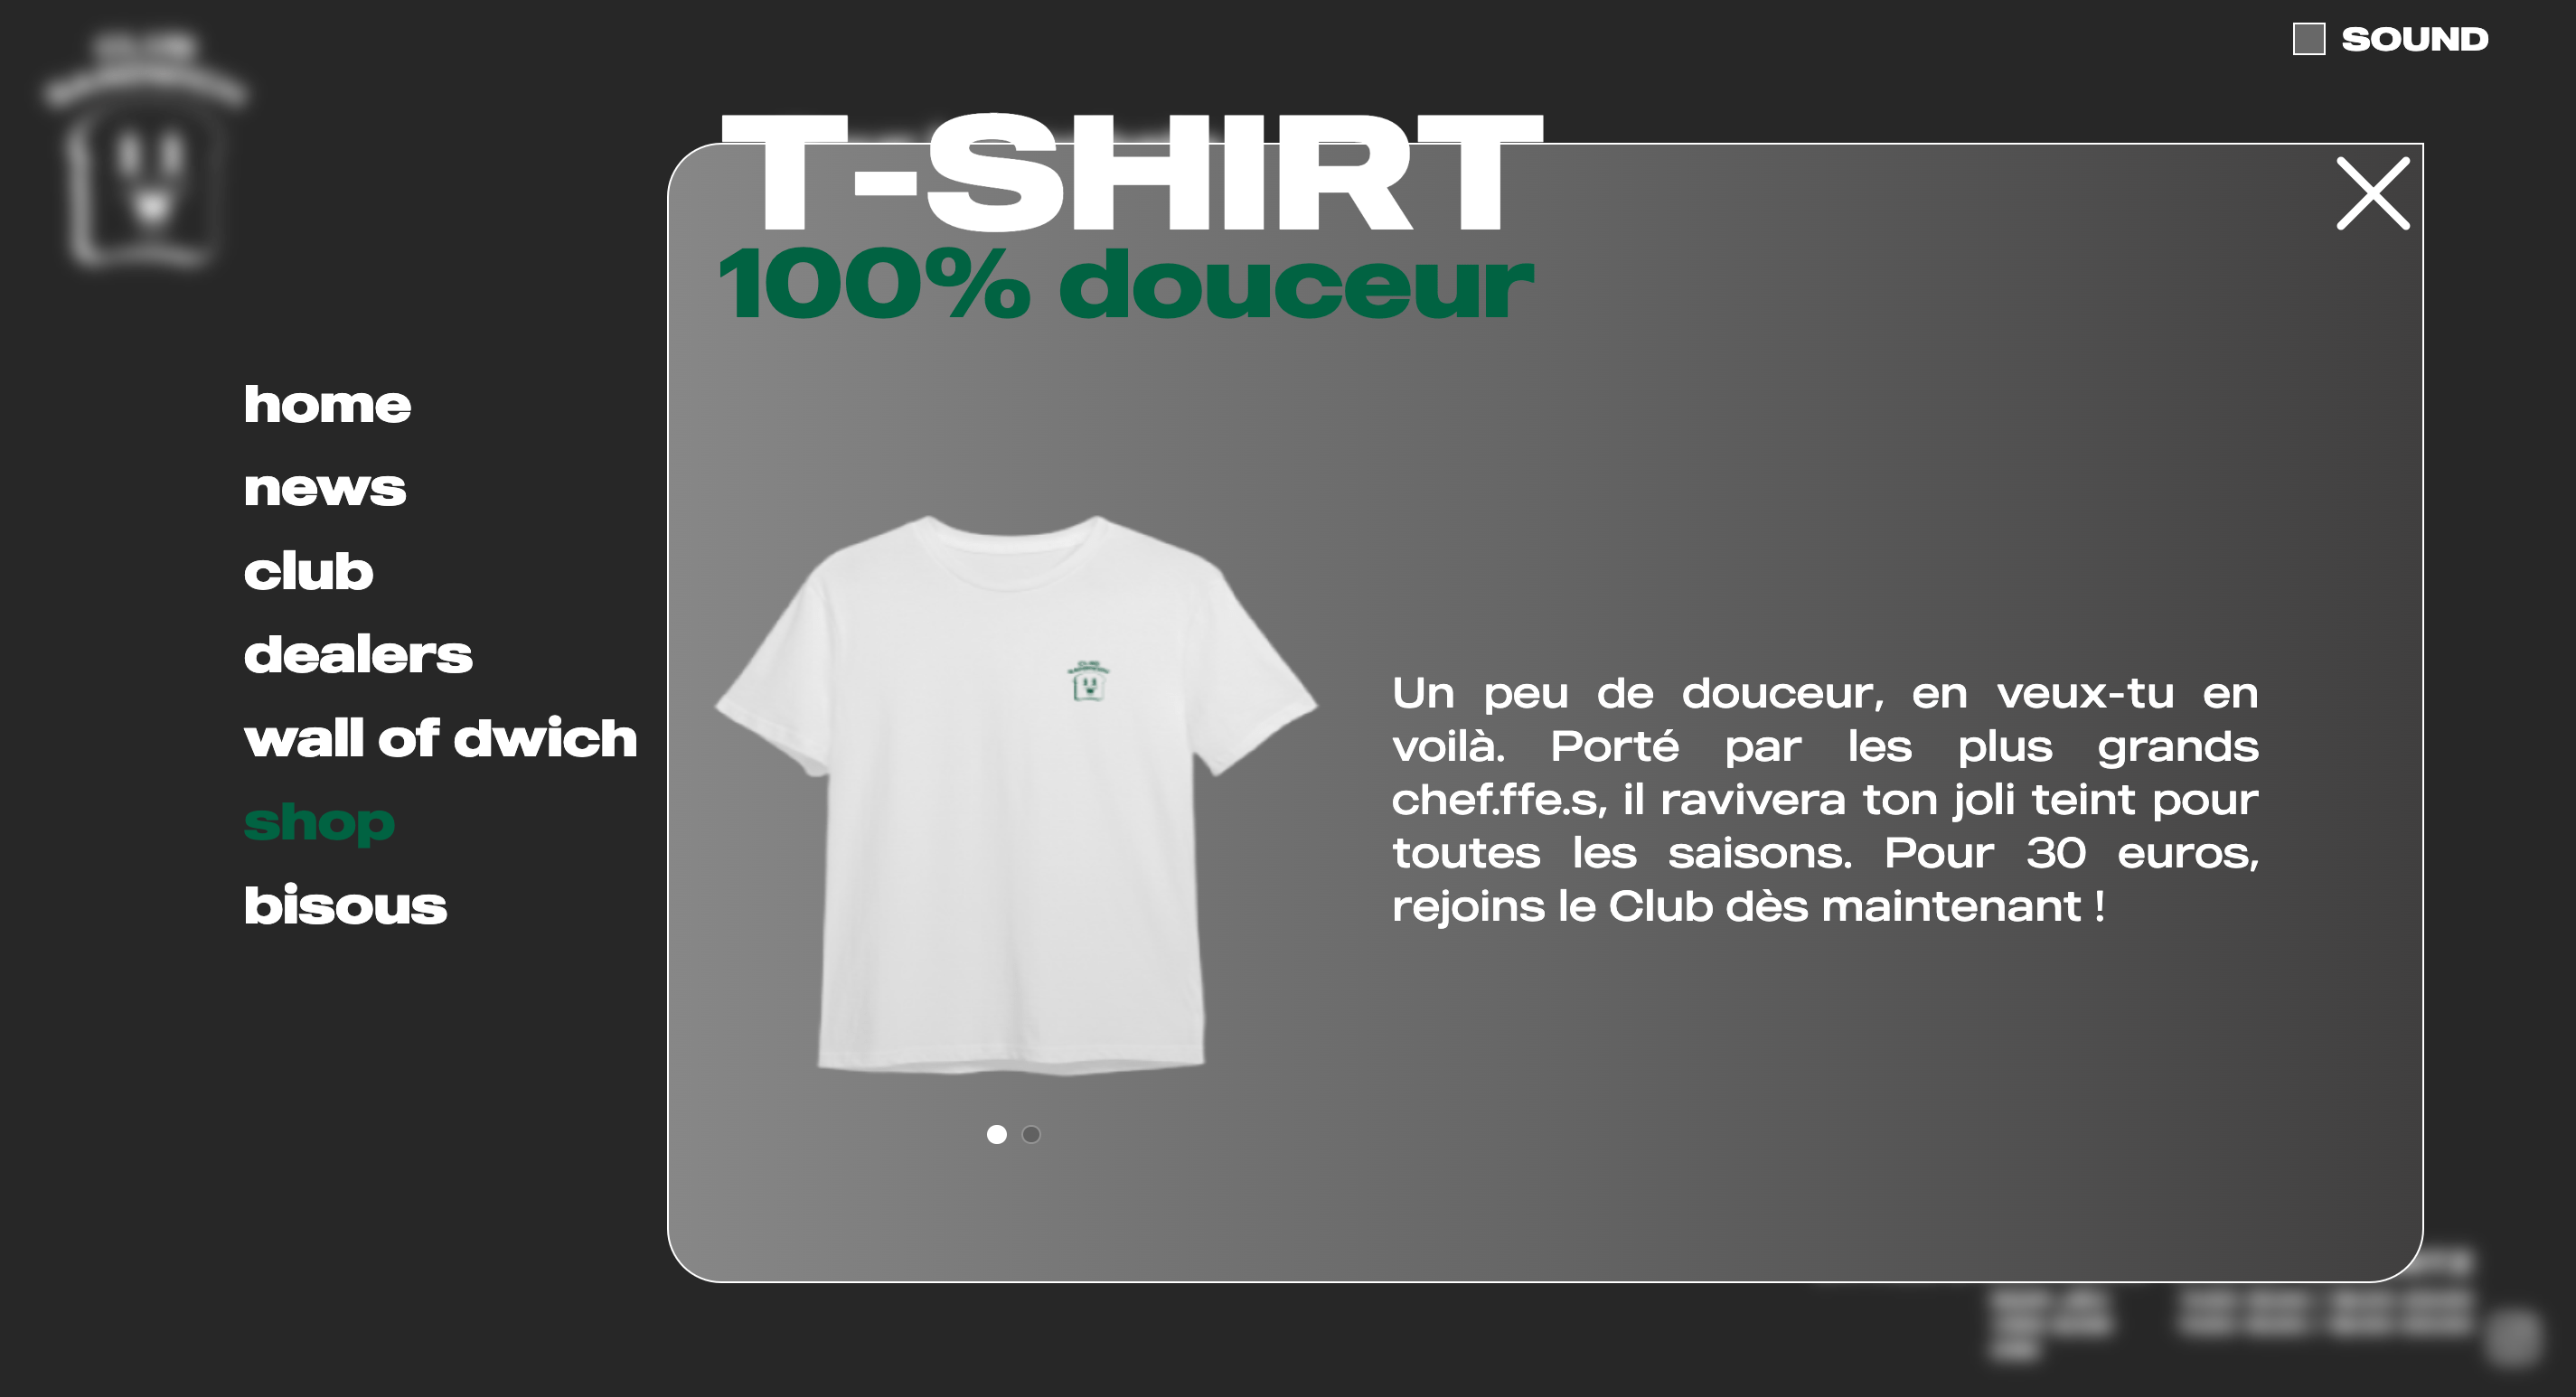 SOUND
T-SHIRT
100% douceur
home
news
club
dealers
wall of dwich
shop
bisous
Un peu de douceur, en veux-tu en
voilà. Porté par les plus grands
chef.ffe.s, il ravivera ton joli teint pour
toutes les saisons. Pour 30 euros,
rejoins le Club dès maintenant !